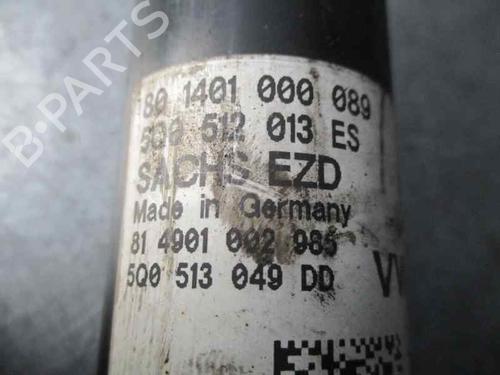 80 1401 000 089
5Q0 512 013 ES
SACHS EZD
Made in Germany
81 4901 002 985
5Q0 513 049 DD
B-PARTS